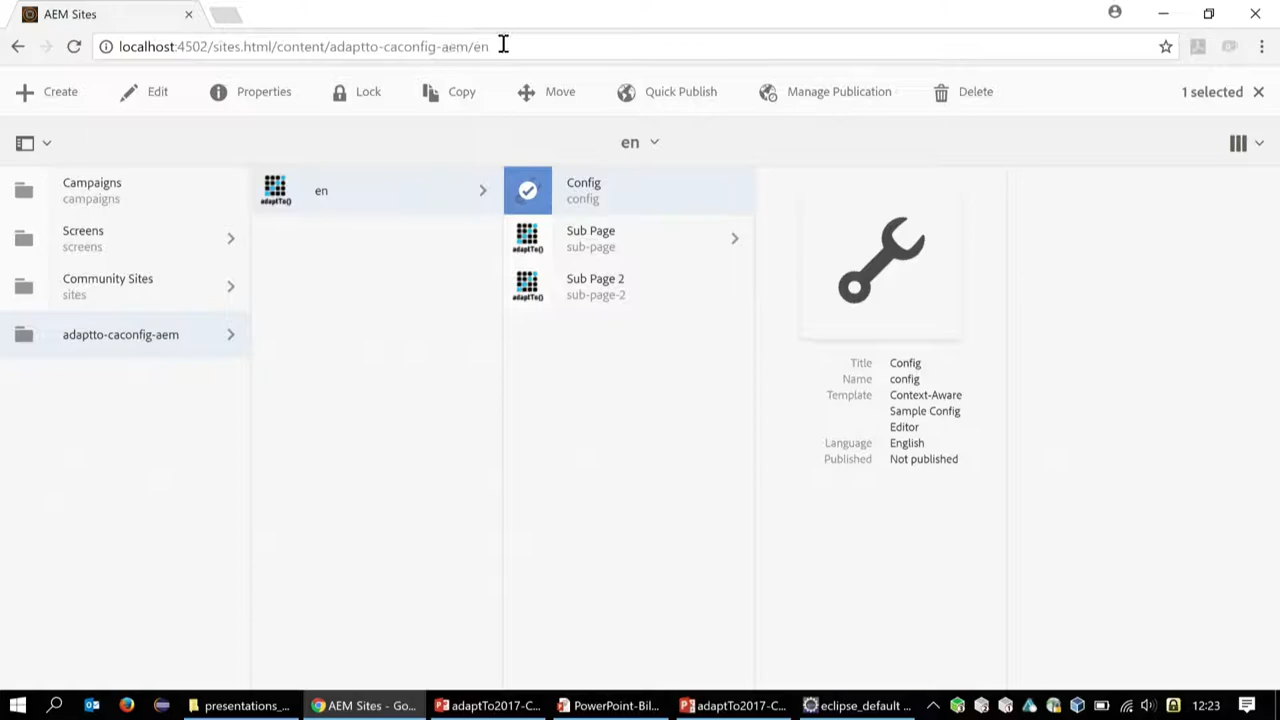 AEM Sites
localhost:4502/sites.html/content/adaptto-caconfig-aem/en
Create Edit Properties Lock Copy Move Quick Publish Manage Publication Delete 1 selected
en
Campaigns
campaigns
Screens
screens
Community Sites
sites
adaptto-caconfig-aem
adaptTo()
en
Config
config
adaptTo()
Sub Page
sub-page
adaptTo()
Sub Page 2
sub-page-2
Title Config
Name config
Template Context-Aware
Sample Config
Editor
Language English
Published Not published
presentations_... AEM Sites - Go... adaptTo2017-C... PowerPoint-Bil... adaptTo2017-C... eclipse_default ... 12:23